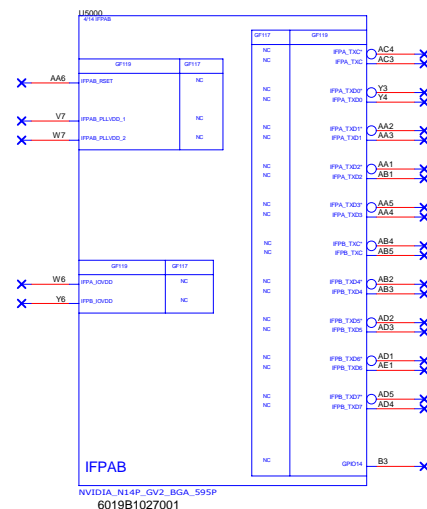 U5000
4/14 IFPAB
GF117 GF119
GF119 GF117
NC IFPA_TXC* AC4
NC IFPA_TXC AC3
AA6 IFPAB_RSET NC
NC IFPA_TXD0* Y3
NC IFPA_TXD0 Y4
V7 IFPAB_PLLVDD_1 NC
NC IFPA_TXD1* AA2
NC IFPA_TXD1 AA3
W7 IFPAB_PLLVDD_2 NC
NC IFPA_TXD2* AA1
NC IFPA_TXD2 AB1
NC IFPA_TXD3* AA5
NC IFPA_TXD3 AA4
NC IFPB_TXC* AB4
NC IFPB_TXC AB5
GF119 GF117
W6 IFPA_IOVDD NC
NC IFPB_TXD4* AB2
NC IFPB_TXD4 AB3
Y6 IFPB_IOVDD NC
NC IFPB_TXD5* AD2
NC IFPB_TXD5 AD3
NC IFPB_TXD6* AD1
NC IFPB_TXD6 AE1
NC IFPB_TXD7* AD5
NC IFPB_TXD7 AD4
IFPAB
NC GPIO14 B3
NVIDIA_N14P_GV2_BGA_595P
6019B1027001